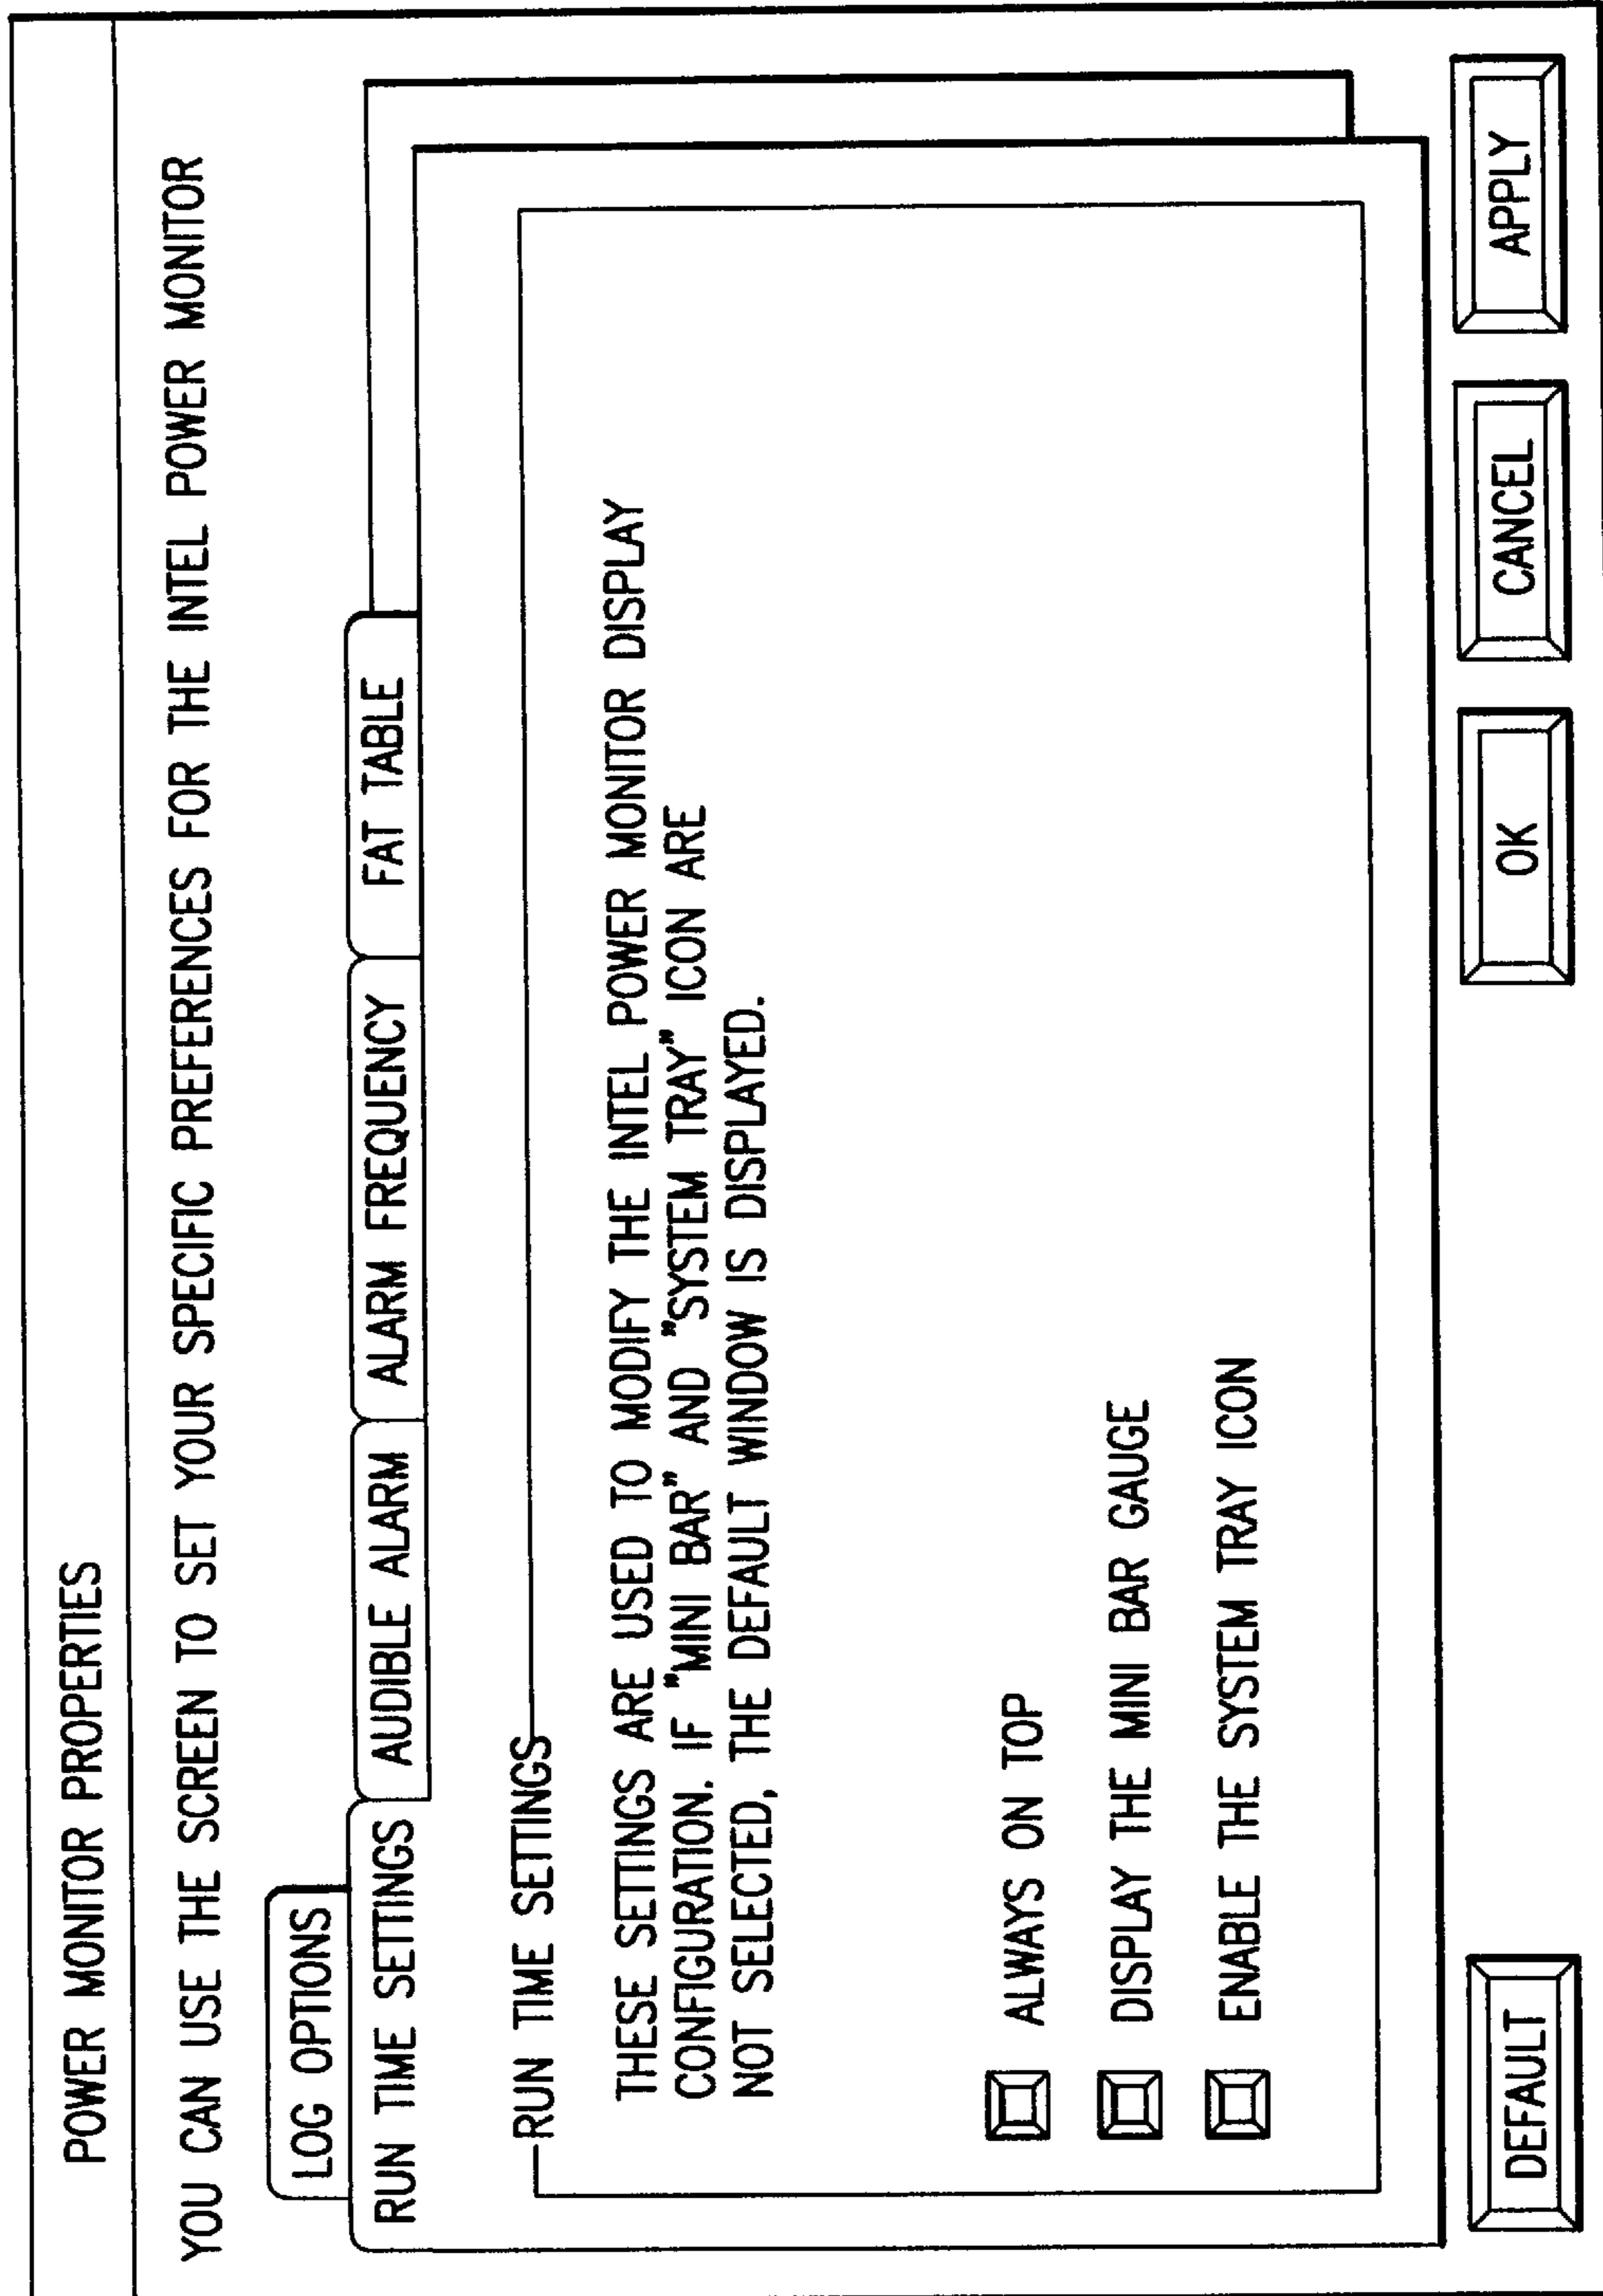 POWER MONITOR PROPERTIES
YOU CAN USE THE SCREEN TO SET YOUR SPECIFIC PREFERENCES FOR THE INTEL POWER MONITOR
LOG OPTIONS
RUN TIME SETTINGS
AUDIBLE ALARM
ALARM FREQUENCY
FAT TABLE
RUN TIME SETTINGS
THESE SETTINGS ARE USED TO MODIFY THE INTEL POWER MONITOR DISPLAY
CONFIGURATION. IF "MINI BAR" AND "SYSTEM TRAY" ICON ARE
NOT SELECTED, THE DEFAULT WINDOW IS DISPLAYED.
ALWAYS ON TOP
DISPLAY THE MINI BAR GAUGE
ENABLE THE SYSTEM TRAY ICON
DEFAULT
OK
CANCEL
APPLY